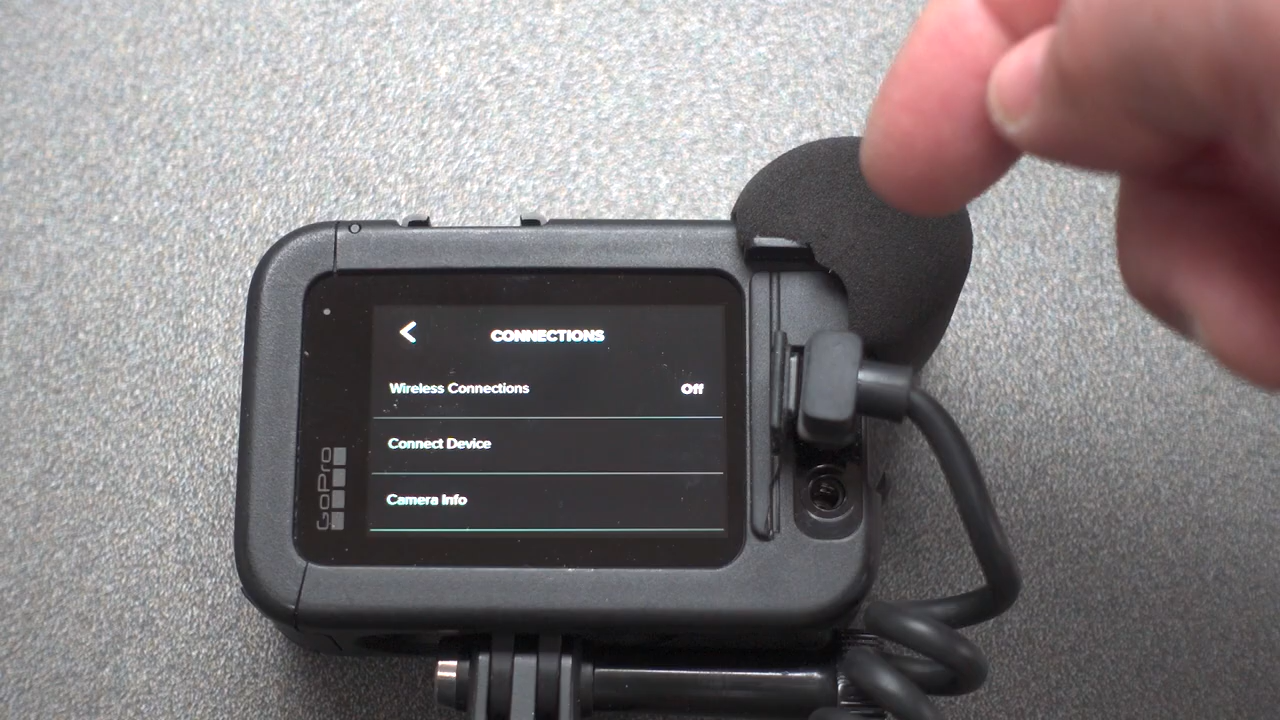 CONNECTIONS
Wireless Connections Off
Connect Device
Camera Info
GoPro